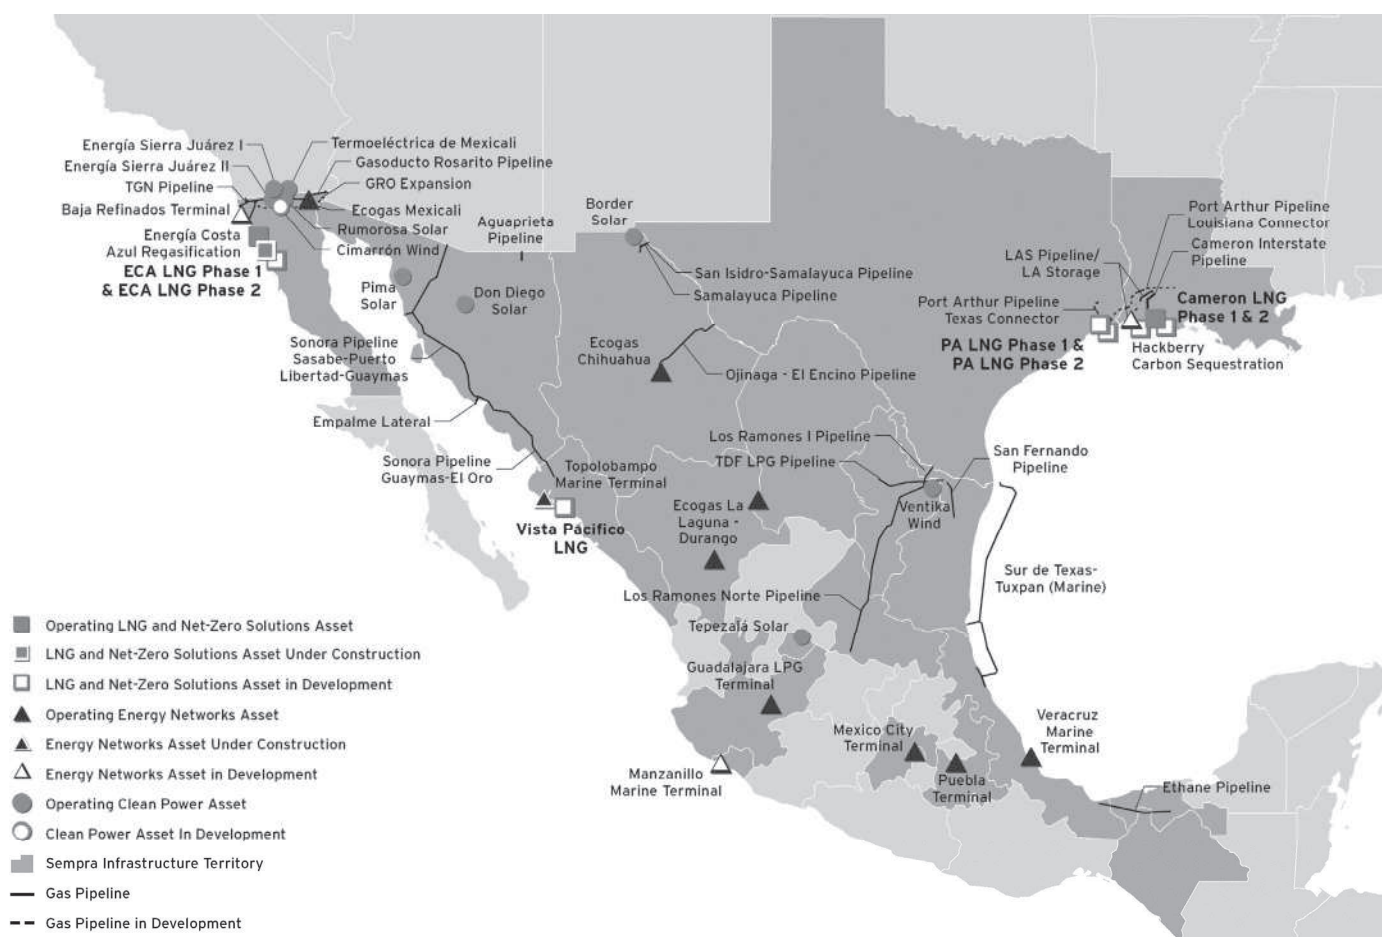 Energía Sierra Juárez I
Energía Sierra Juárez II
TGN Pipeline
Baja Refinados Terminal
Energía Costa
Azul Regasification
ECA LNG Phase 1
& ECA LNG Phase 2
Termoeléctrica de Mexicali
Gasoducto Rosarito Pipeline
GRO Expansion
Ecogas Mexicali
Rumorosa Solar
Cimarrón Wind
Aguaprieta
Pipeline
Border
Solar
Pima
Solar
Don Diego
Solar
San Isidro-Samalayuca Pipeline
Samalayuca Pipeline
Sonora Pipeline
Sasabe-Puerto
Libertad-Guaymas
Ecogas
Chihuahua
Ojinaga - El Encino Pipeline
Empalme Lateral
Sonora Pipeline
Guaymas-El Oro
Topolobampo
Marine Terminal
Vista Pacífico
LNG
Port Arthur Pipeline
Louisiana Connector
Cameron Interstate
Pipeline
LAS Pipeline/
LA Storage
Port Arthur Pipeline
Texas Connector
Cameron LNG
Phase 1 & 2
PA LNG Phase 1 &
PA LNG Phase 2
Hackberry
Carbon Sequestration
Los Ramones I Pipeline
TDF LPG Pipeline
San Fernando
Pipeline
Ventika
Wind
Ecogas La
Laguna -
Durango
Sur de Texas-
Tuxpan (Marine)
Los Ramones Norte Pipeline
Tepezalá Solar
Guadalajara LPG
Terminal
Mexico City
Terminal
Veracruz
Marine
Terminal
Manzanillo
Marine Terminal
Puebla
Terminal
Ethane Pipeline
Operating LNG and Net-Zero Solutions Asset
LNG and Net-Zero Solutions Asset Under Construction
LNG and Net-Zero Solutions Asset in Development
Operating Energy Networks Asset
Energy Networks Asset Under Construction
Energy Networks Asset in Development
Operating Clean Power Asset
Clean Power Asset In Development
Sempra Infrastructure Territory
Gas Pipeline
Gas Pipeline in Development